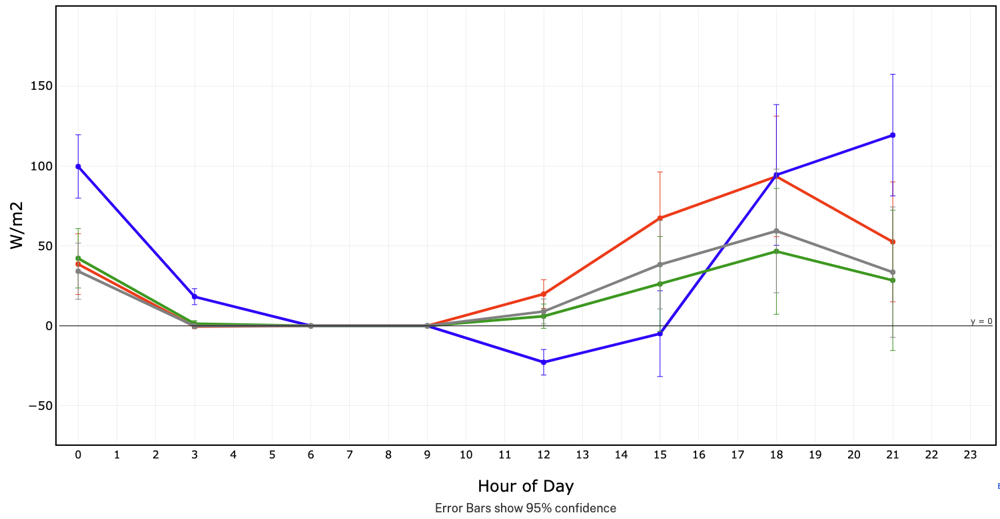 150
100
50
0
−50
W/m2
y = 0
0 1 2 3 4 5 6 7 8 9 10 11 12 13 14 15 16 17 18 19 20 21 22 23
Hour of Day
Error Bars show 95% confidence